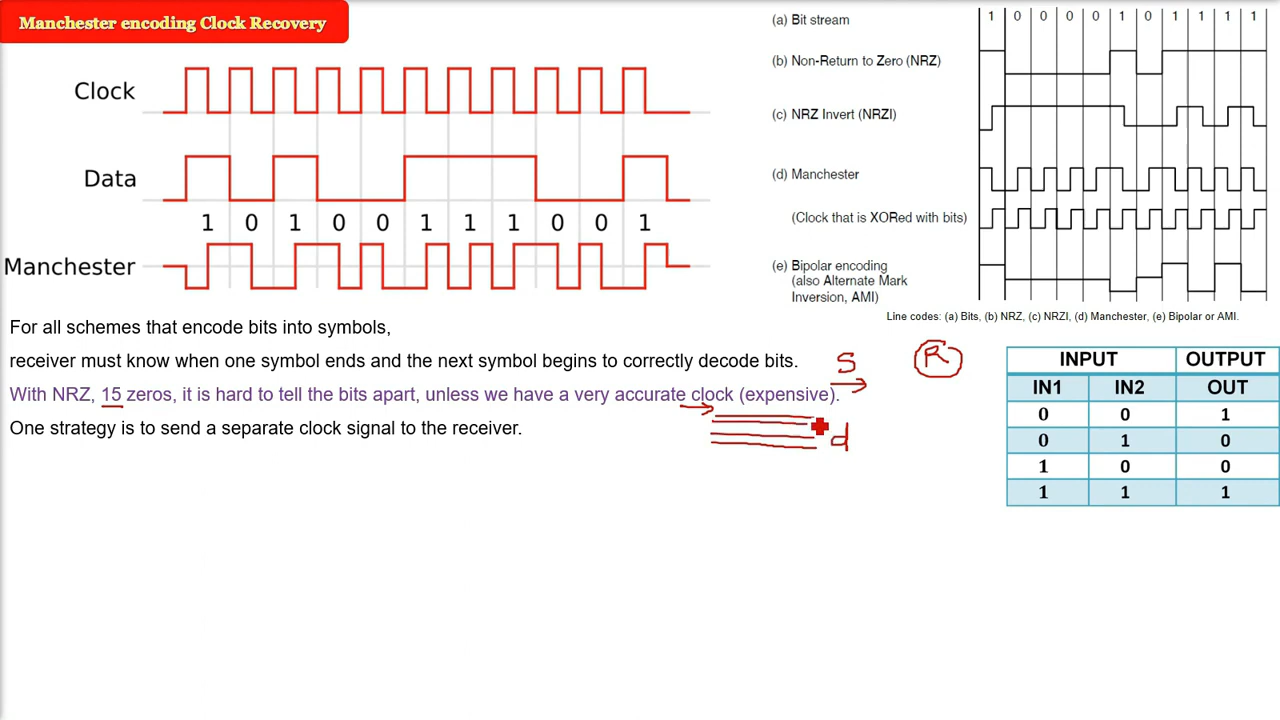 Manchester encoding Clock Recovery
Clock
Data
1 0 1 0 0 1 1 1 0 0 1
Manchester
(a) Bit stream
1 0 0 0 0 1 0 1 1 1 1
(b) Non-Return to Zero (NRZ)
(c) NRZ Invert (NRZI)
(d) Manchester
(Clock that is XORed with bits)
(e) Bipolar encoding
(also Alternate Mark
Inversion, AMI)
Line codes: (a) Bits, (b) NRZ, (c) NRZI, (d) Manchester, (e) Bipolar or AMI.
For all schemes that encode bits into symbols,
receiver must know when one symbol ends and the next symbol begins to correctly decode bits.
With NRZ, 15 zeros, it is hard to tell the bits apart, unless we have a very accurate clock (expensive).
One strategy is to send a separate clock signal to the receiver.
S
R
d
INPUT OUTPUT
IN1 IN2 OUT
0 0 1
0 1 0
1 0 0
1 1 1